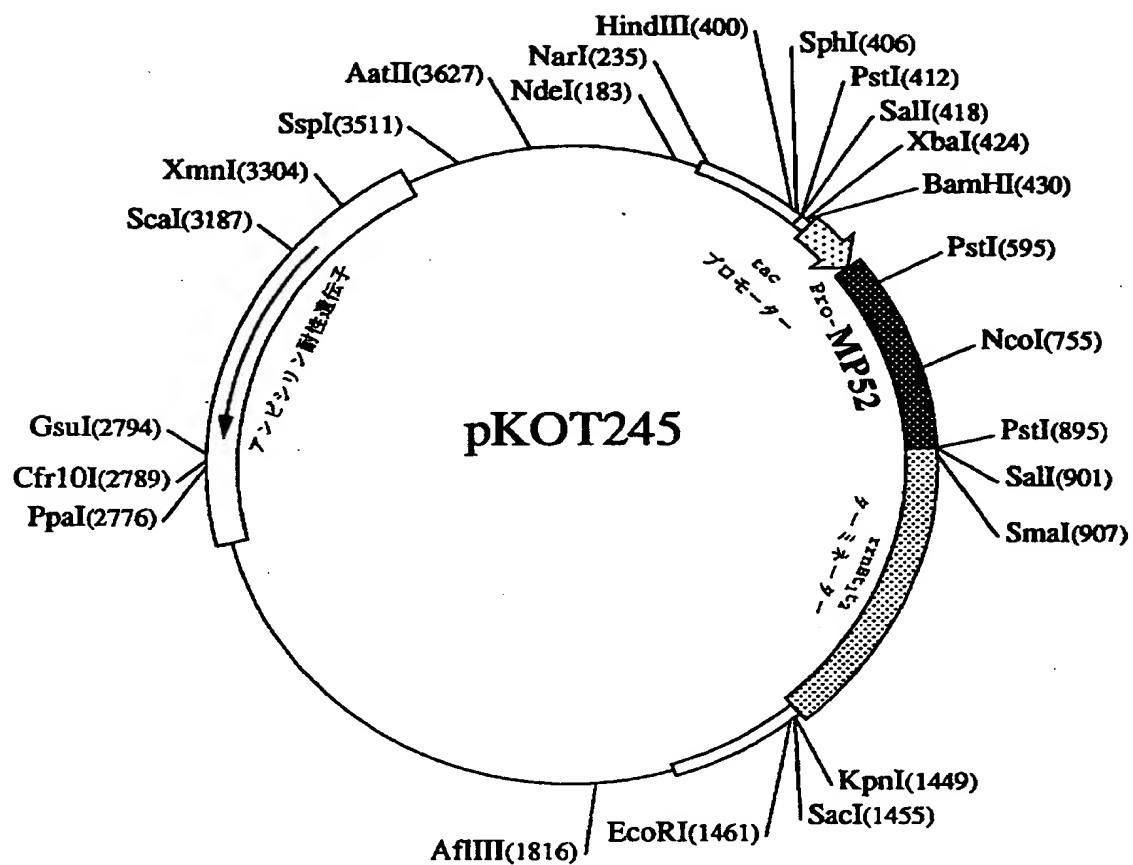 HindIII(400)
SphI(406)
NarI(235)
PstI(412)
AatII(3627)
NdeI(183)
SalI(418)
SspI(3511)
XbaI(424)
XmnI(3304)
BamHI(430)
ScaI(3187)
PstI(595)
tac
プロモーター
Pro-MP52
NcoI(755)
アンピシリン耐性遺伝子
pKOT245
GsuI(2794)
PstI(895)
Cfr10I(2789)
SalI(901)
PpaI(2776)
SmaI(907)
rrnBt1t2
ターミネーター
KpnI(1449)
SacI(1455)
EcoRI(1461)
AflIII(1816)